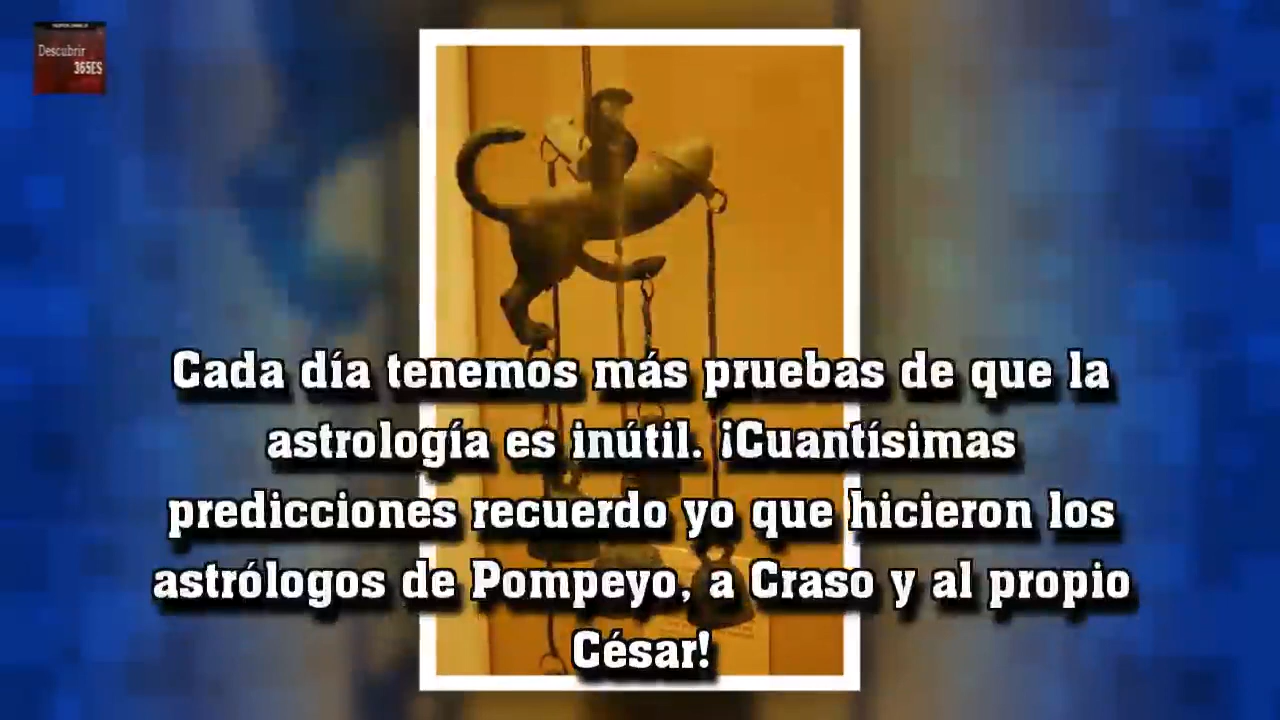 Descubrir
365ES
Cada día tenemos más pruebas de que la
astrología es inútil. ¡Cuantísimas
predicciones recuerdo yo que hicieron los
astrólogos de Pompeyo, a Craso y al propio
César!